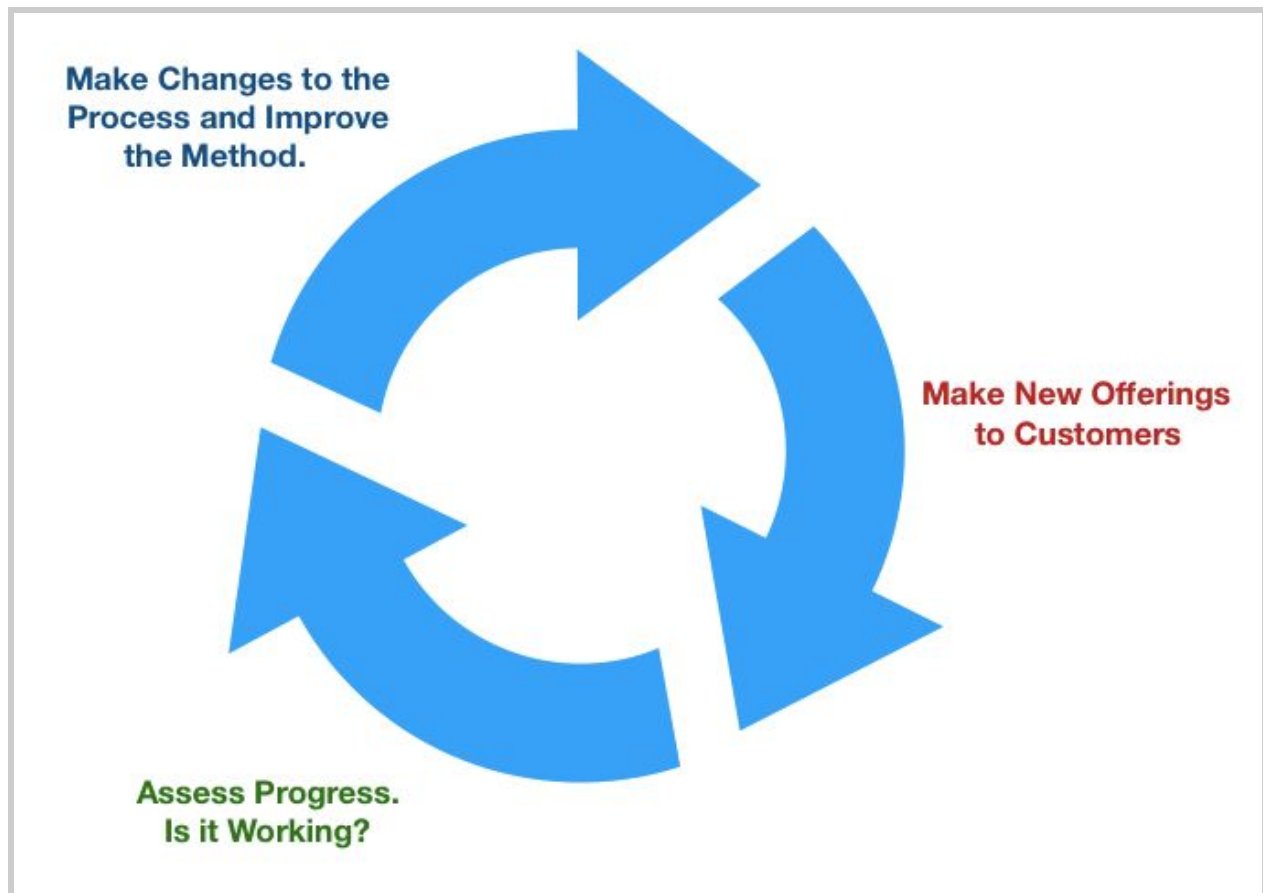 Make Changes to the
Process and Improve
the Method.
Make New Offerings
to Customers
Assess Progress.
Is it Working?